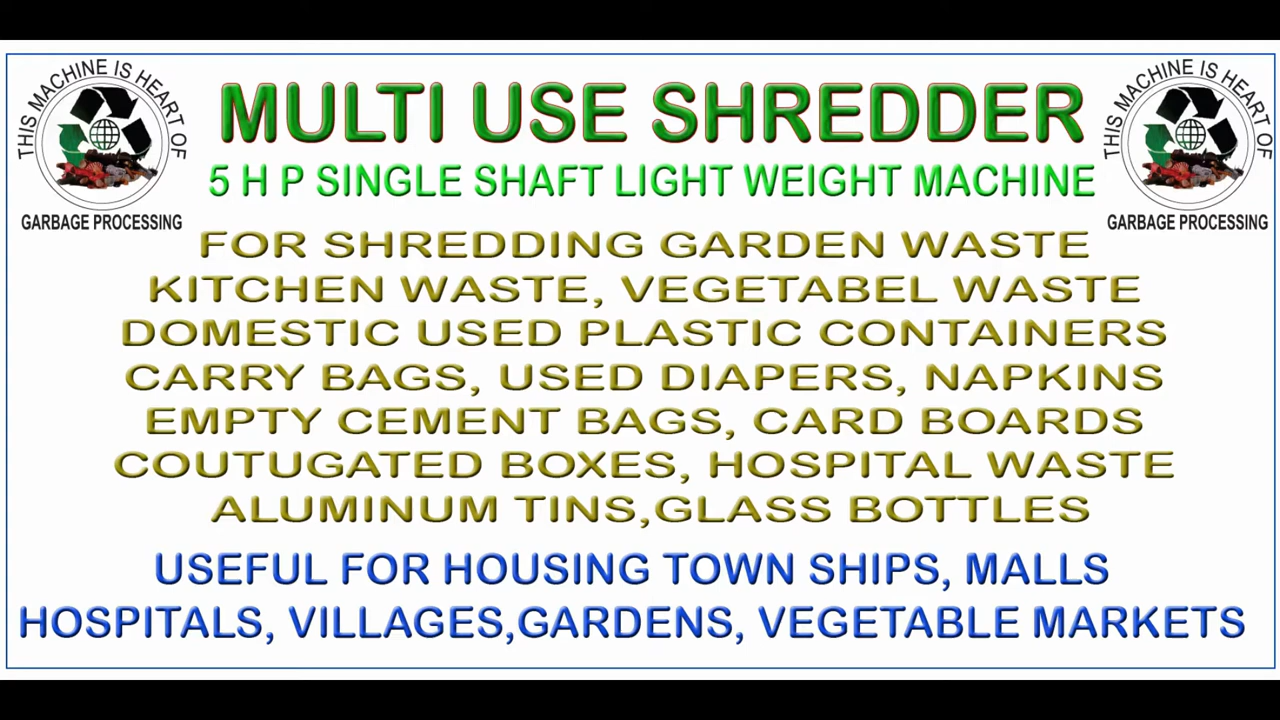 THIS MACHINE IS HEART OF
GARBAGE PROCESSING
MULTI USE SHREDDER
5 H P SINGLE SHAFT LIGHT WEIGHT MACHINE
THIS MACHINE IS HEART OF
GARBAGE PROCESSING
FOR SHREDDING GARDEN WASTE
KITCHEN WASTE, VEGETABEL WASTE
DOMESTIC USED PLASTIC CONTAINERS
CARRY BAGS, USED DIAPERS, NAPKINS
EMPTY CEMENT BAGS, CARD BOARDS
COUTUGATED BOXES, HOSPITAL WASTE
ALUMINUM TINS,GLASS BOTTLES
USEFUL FOR HOUSING TOWN SHIPS, MALLS
HOSPITALS, VILLAGES,GARDENS, VEGETABLE MARKETS